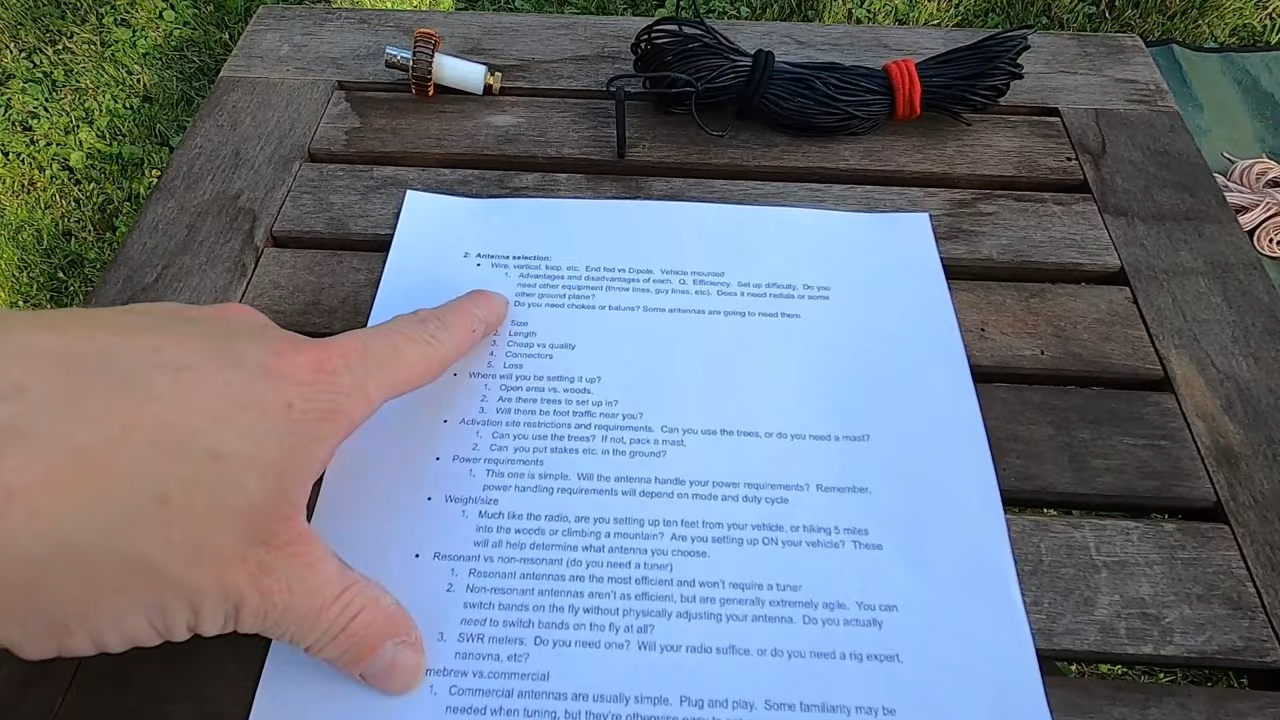 2: Antenna selection:
• Wire, vertical, loop, etc. End fed vs Dipole. Vehicle mounted
1. Advantages and disadvantages of each. Q. Efficiency. Set up difficulty. Do you
need other equipment (throw lines, guy lines, etc). Does it need radials or some
other ground plane?
Do you need chokes or baluns? Some antennas are going to need them
Size
2. Length
3. Cheap vs quality
4. Connectors
5. Loss
• Where will you be setting it up?
1. Open area vs. woods.
2. Are there trees to set up in?
3. Will there be foot traffic near you?
• Activation site restrictions and requirements. Can you use the trees, or do you need a mast?
1. Can you use the trees? If not, pack a mast.
2. Can you put stakes etc. in the ground?
• Power requirements
1. This one is simple. Will the antenna handle your power requirements? Remember,
power handling requirements will depend on mode and duty cycle
• Weight/size
1. Much like the radio, are you setting up ten feet from your vehicle, or hiking 5 miles
into the woods or climbing a mountain? Are you setting up ON your vehicle? These
will all help determine what antenna you choose.
• Resonant vs non-resonant (do you need a tuner)
1. Resonant antennas are the most efficient and won't require a tuner
2. Non-resonant antennas aren't as efficient, but are generally extremely agile. You can
switch bands on the fly without physically adjusting your antenna. Do you actually
need to switch bands on the fly at all?
3. SWR meters: Do you need one? Will your radio suffice, or do you need a rig expert,
nanovna, etc?
mebrew vs.commercial
1. Commercial antennas are usually simple. Plug and play. Some familiarity may be
needed when tuning, but they're otherwise